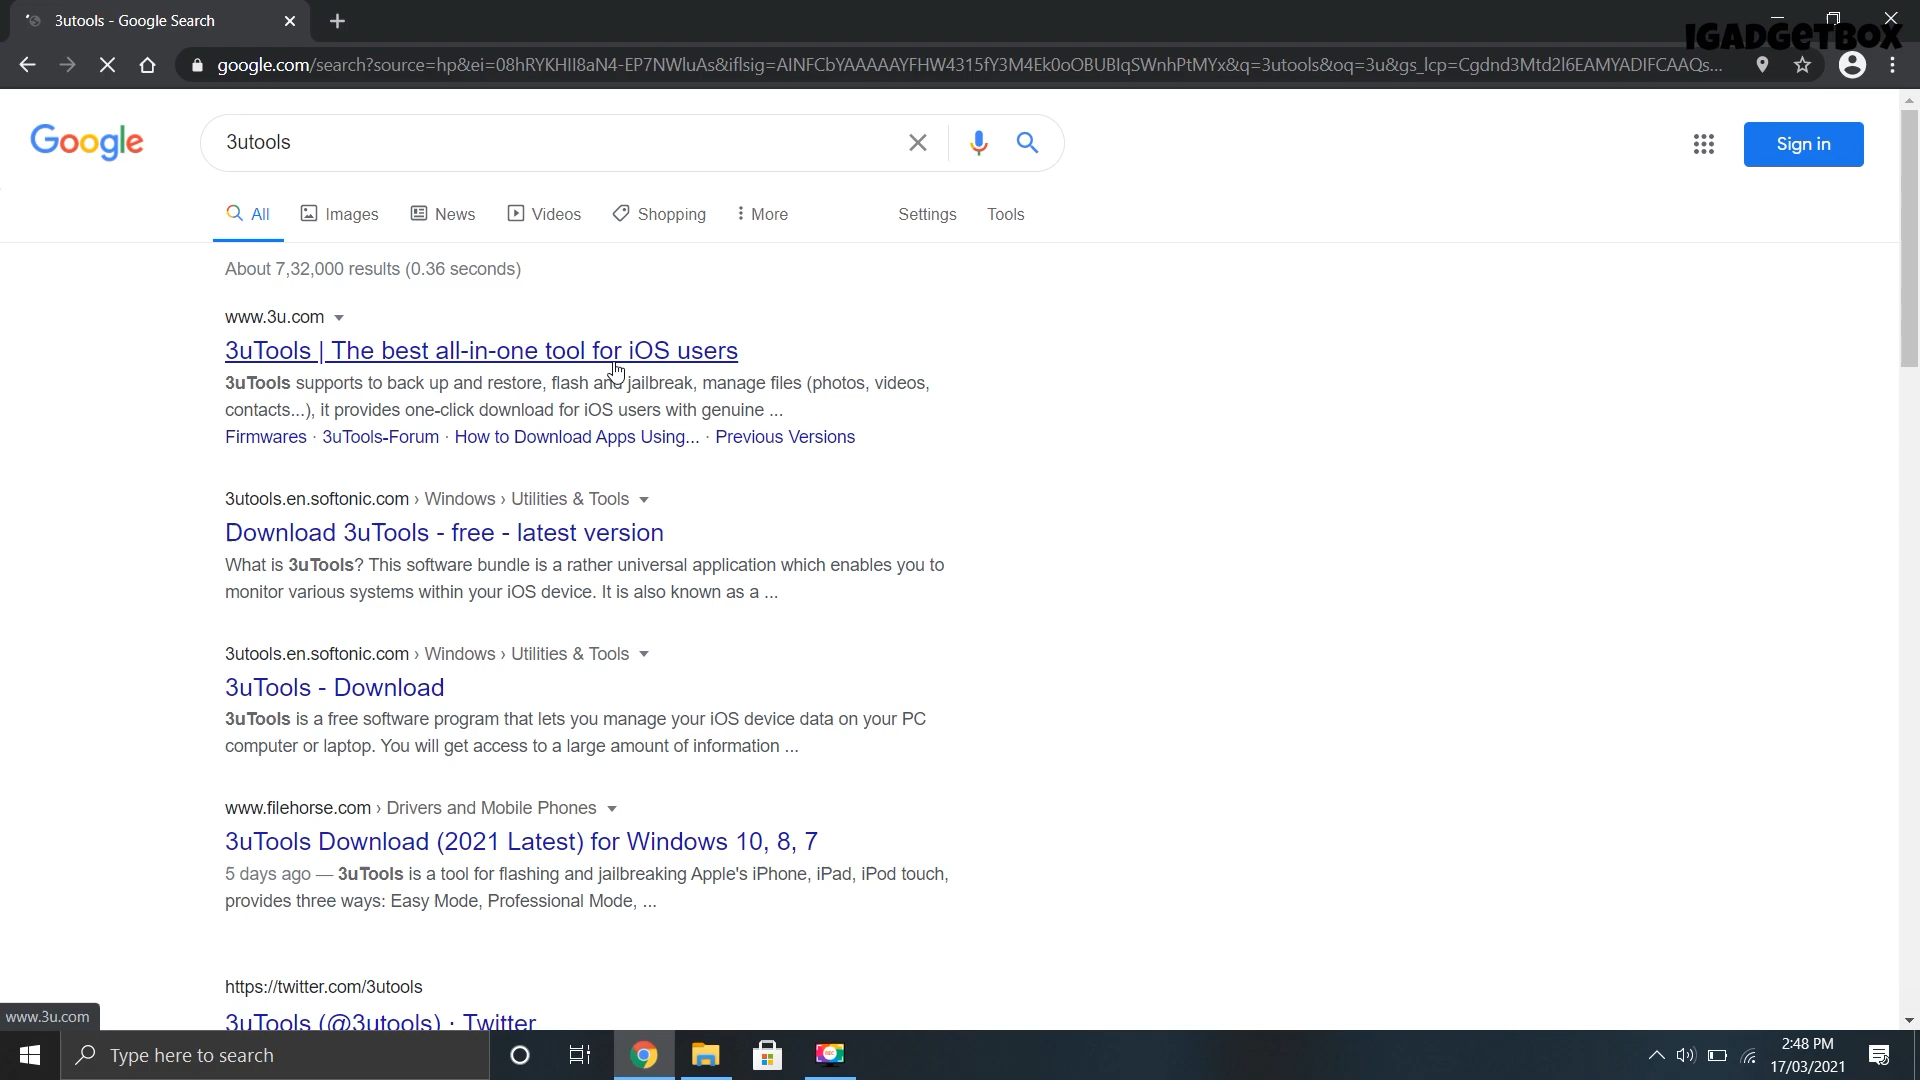 3utools - Google Search
IGADGETBOX
google.com/search?source=hp&ei=08hRYKHII8aN4-EP7NWluAs&iflsig=AINFCbYAAAAAYFHW4315fY3M4Ek0oOBUBIqSWnhPtMYx&q=3utools&oq=3u&gs_lcp=Cgdnd3Mtd2l6EAMYADIFCAAQs...
Google
3utools
Sign in
All Images News Videos Shopping More Settings Tools
About 7,32,000 results (0.36 seconds)
www.3u.com
3uTools | The best all-in-one tool for iOS users
3uTools supports to back up and restore, flash and jailbreak, manage files (photos, videos,
contacts...), it provides one-click download for iOS users with genuine ...
Firmwares · 3uTools-Forum · How to Download Apps Using... · Previous Versions
3utools.en.softonic.com › Windows › Utilities & Tools
Download 3uTools - free - latest version
What is 3uTools? This software bundle is a rather universal application which enables you to
monitor various systems within your iOS device. It is also known as a ...
3utools.en.softonic.com › Windows › Utilities & Tools
3uTools - Download
3uTools is a free software program that lets you manage your iOS device data on your PC
computer or laptop. You will get access to a large amount of information ...
www.filehorse.com › Drivers and Mobile Phones
3uTools Download (2021 Latest) for Windows 10, 8, 7
5 days ago — 3uTools is a tool for flashing and jailbreaking Apple's iPhone, iPad, iPod touch,
provides three ways: Easy Mode, Professional Mode, ...
https://twitter.com/3utools
3uTools (@3utools) · Twitter
www.3u.com
Type here to search
2:48 PM
17/03/2021